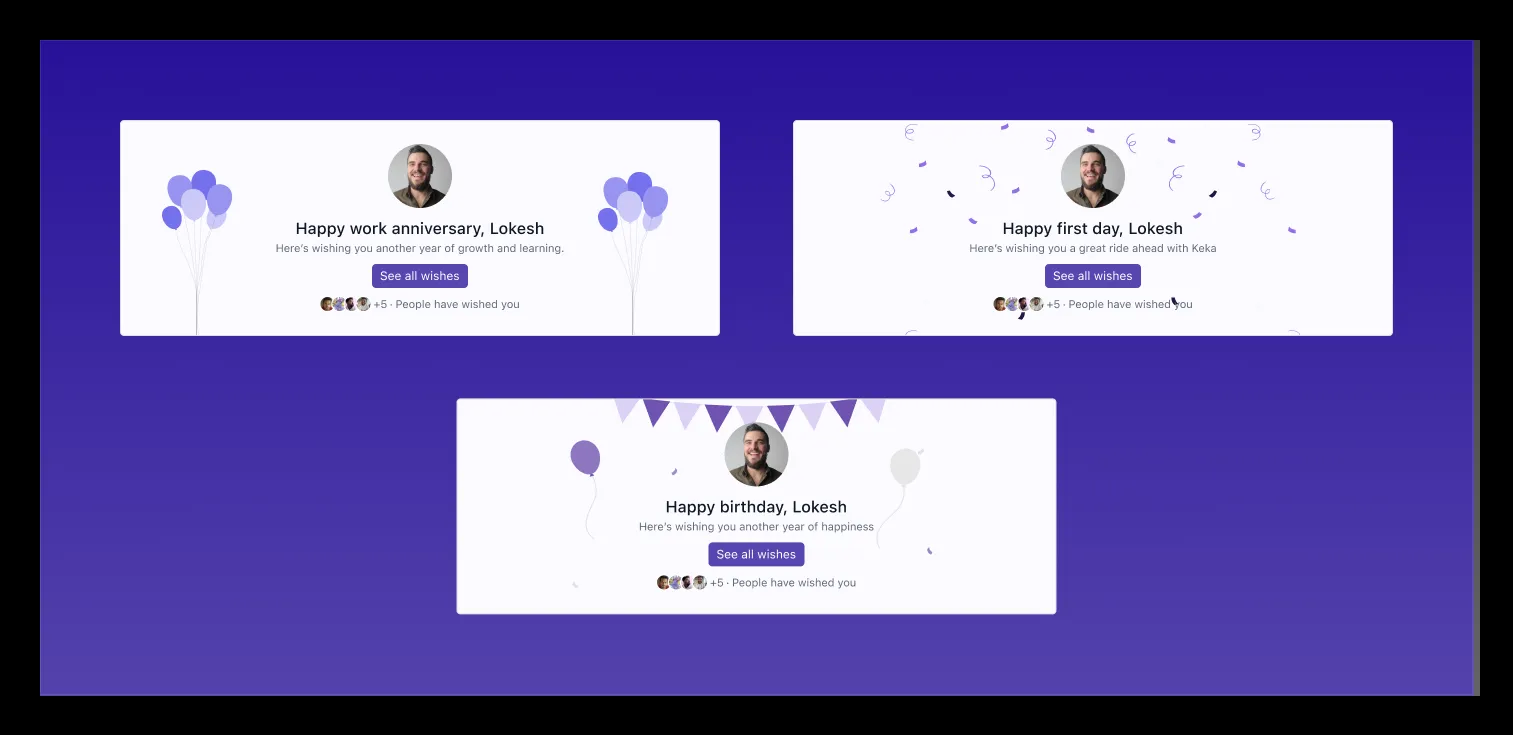 Happy work anniversary, Lokesh
Here's wishing you another year of growth and learning.
See all wishes
+5 · People have wished you
Happy first day, Lokesh
Here's wishing you a great ride ahead with Keka
See all wishes
+5 · People have wished you
Happy birthday, Lokesh
Here's wishing you another year of happiness
See all wishes
+5 · People have wished you